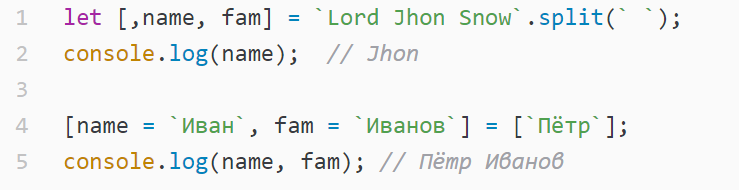 1 let [,name, fam] = `Lord Jhon Snow`.split(` `);
2 console.log(name);  // Jhon
3
4 [name = `Иван`, fam = `Иванов`] = [`Пётр`];
5 console.log(name, fam); // Пётр Иванов